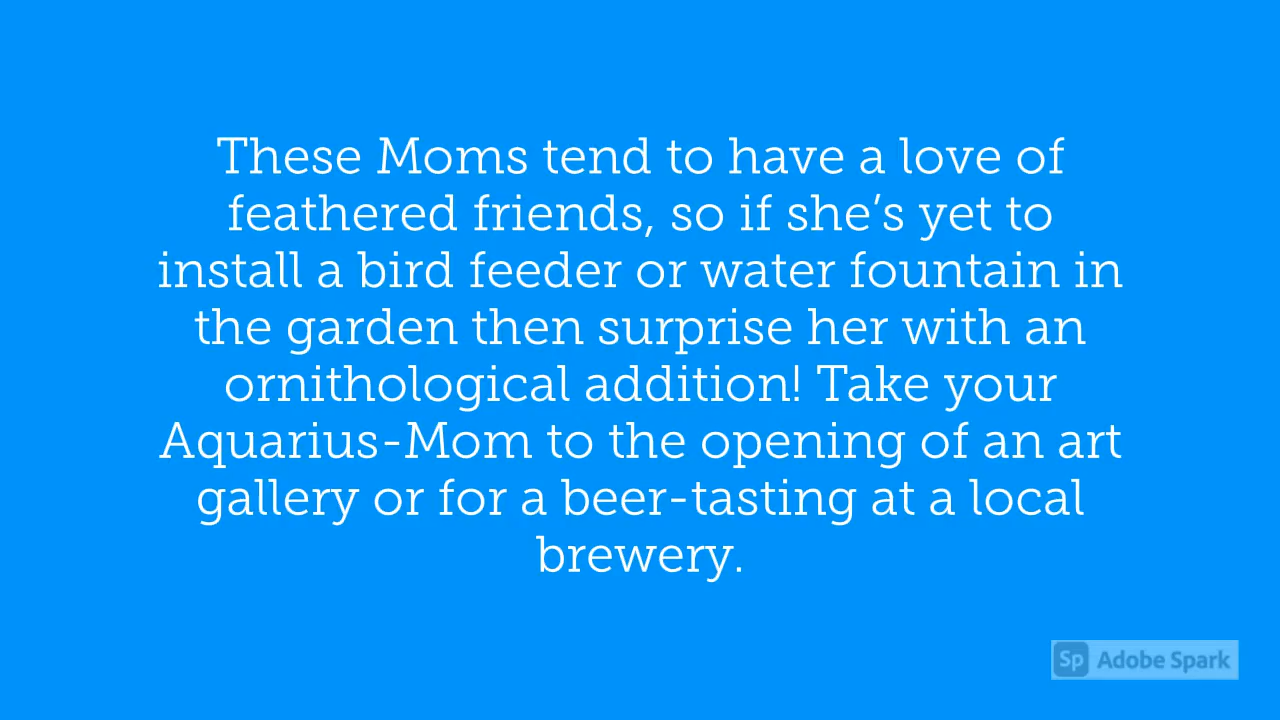 These Moms tend to have a love of
feathered friends, so if she’s yet to
install a bird feeder or water fountain in
the garden then surprise her with an
ornithological addition! Take your
Aquarius-Mom to the opening of an art
gallery or for a beer-tasting at a local
brewery.
Sp Adobe Spark